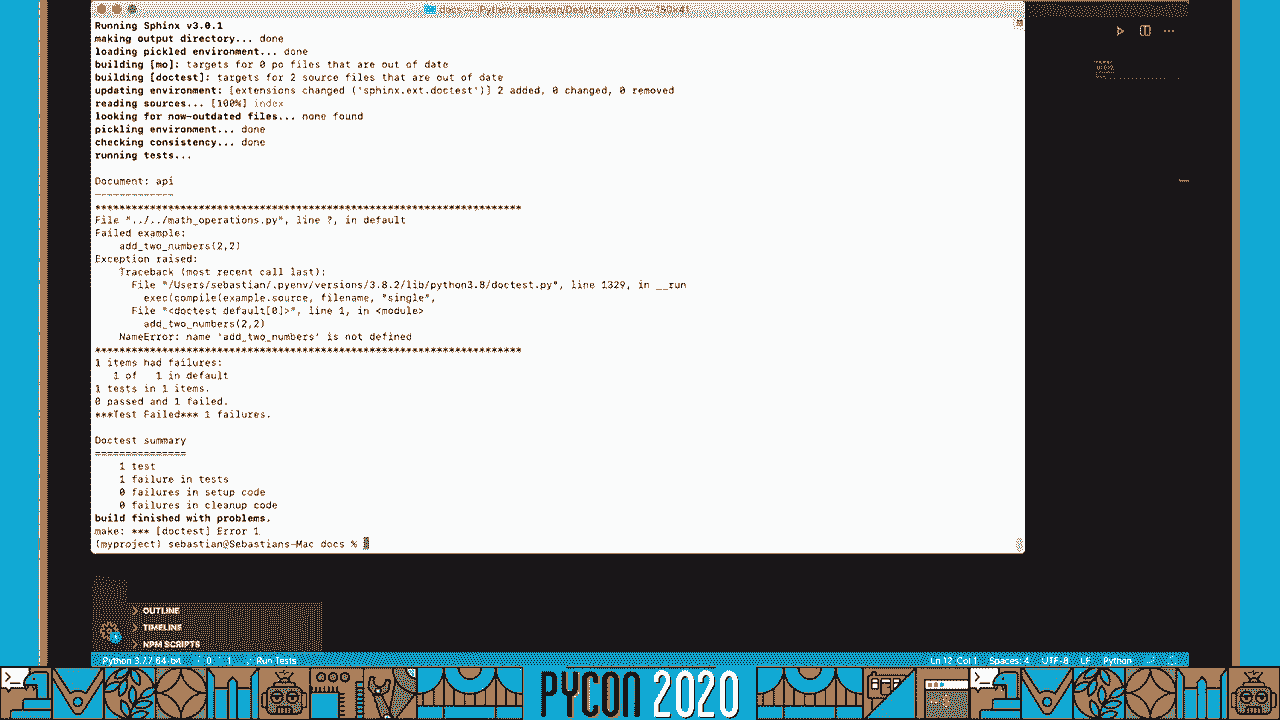 docs — IPython: sebastian/Desktop — -zsh — 150×41
Running Sphinx v3.0.1
making output directory... done
loading pickled environment... done
building [mo]: targets for 0 po files that are out of date
building [doctest]: targets for 2 source files that are out of date
updating environment: [extensions changed ('sphinx.ext.doctest')] 2 added, 0 changed, 0 removed
reading sources... [100%] index
looking for now-outdated files... none found
pickling environment... done
checking consistency... done
running tests...
Document: api
-------------
**********************************************************************
File "../../math_operations.py", line ?, in default
Failed example:
add_two_numbers(2,2)
Exception raised:
Traceback (most recent call last):
File "/Users/sebastian/.pyenv/versions/3.8.2/lib/python3.8/doctest.py", line 1329, in __run
exec(compile(example.source, filename, "single",
File "<doctest default[0]>", line 1, in <module>
add_two_numbers(2,2)
NameError: name 'add_two_numbers' is not defined
**********************************************************************
1 items had failures:
1 of 1 in default
1 tests in 1 items.
0 passed and 1 failed.
***Test Failed*** 1 failures.
Doctest summary
===============
1 test
1 failure in tests
0 failures in setup code
0 failures in cleanup code
build finished with problems.
make: *** [doctest] Error 1
(myproject) sebastian@Sebastians-Mac docs %
OUTLINE
TIMELINE
NPM SCRIPTS
Python 3.7.7 64-bit 0 1 Run Tests Ln 12, Col 1 Spaces: 4 UTF-8 LF Python
PYCON 2020